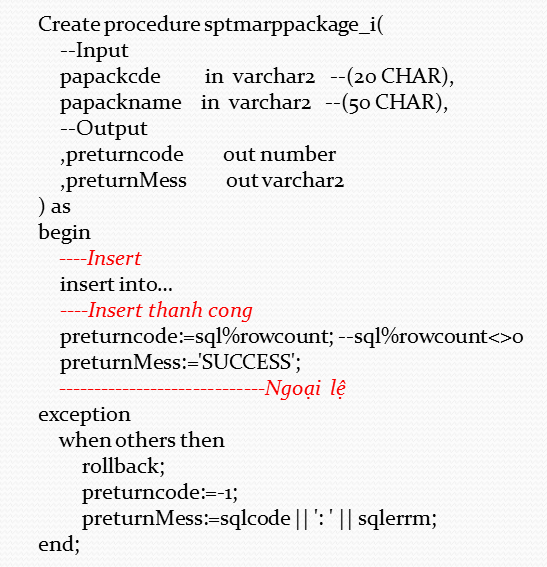 Create procedure sptmarppackage_i(
--Input
papackcde in varchar2 --(20 CHAR),
papackname in varchar2 --(50 CHAR),
--Output
,preturncode out number
,preturnMess out varchar2
) as
begin
----Insert
insert into...
----Insert thanh cong
preturncode:=sql%rowcount; --sql%rowcount<>0
preturnMess:='SUCCESS';
-----------------------------Ngoại lệ
exception
when others then
rollback;
preturncode:=-1;
preturnMess:=sqlcode || ': ' || sqlerrm;
end;